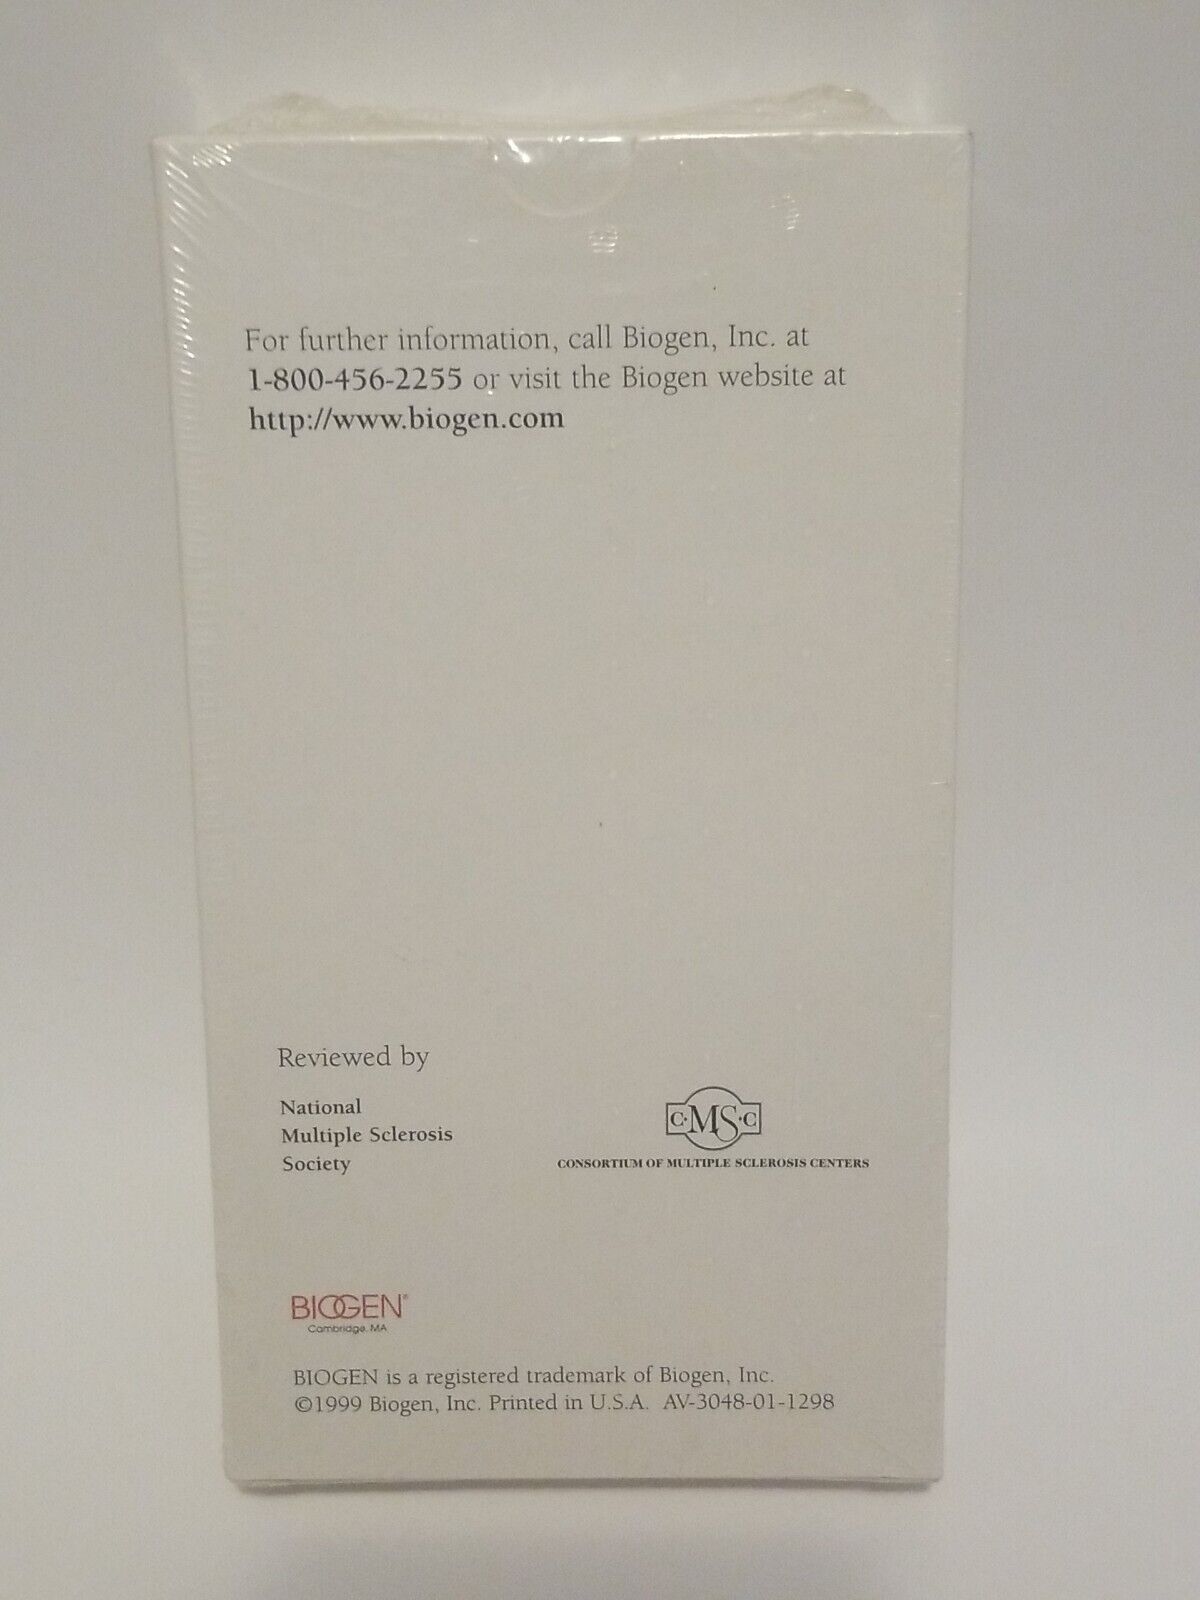 For further information, call Biogen, Inc. at
1-800-456-2255 or visit the Biogen website at
http://www.biogen.com
Reviewed by
National
Multiple Sclerosis
Society
C·MS·C
CONSORTIUM OF MULTIPLE SCLEROSIS CENTERS
BIOGEN®
Cambridge, MA
BIOGEN is a registered trademark of Biogen, Inc.
©1999 Biogen, Inc. Printed in U.S.A. AV-3048-01-1298